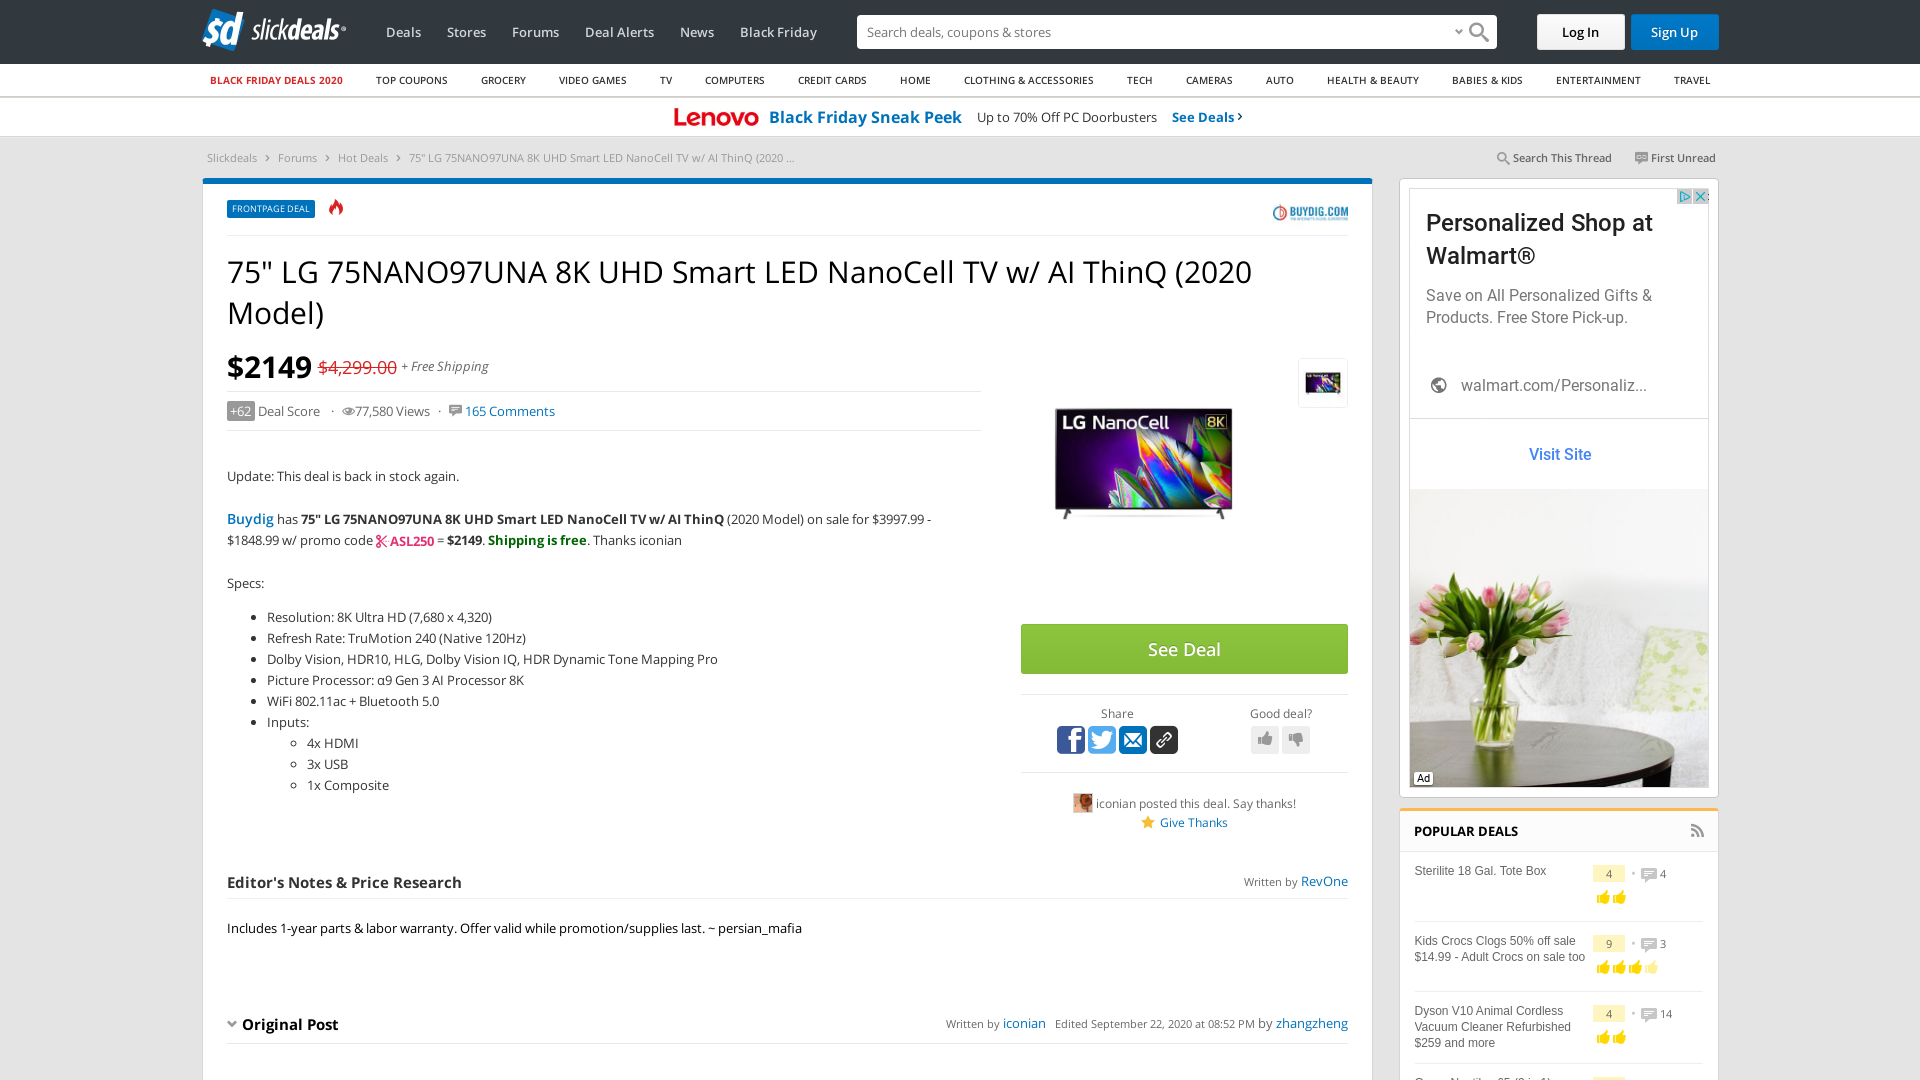 slickdeals
Deals Stores Forums Deal Alerts News Black Friday
Search deals, coupons & shops
Log In
Sign Up
BLACK FRIDAY DEALS 2020 TOP COUPONS GROCERY VIDEO GAMES TV COMPUTERS CREDIT CARDS HOME CLOTHING & ACCESSORIES TECH CAMERAS AUTO HEALTH & BEAUTY BABIES & KIDS ENTERTAINMENT TRAVEL
Lenovo Black Friday Sneak Peek Up to 70% Off PC Doorbusters See Deals
Slickdeals Forums Hot Deals 75" LG 75NANO97UNA 8K UHD Smart LED NanoCell TV w/ AI ThinQ (2020 ...
Search This Thread First Unread
FRONTPAGE DEAL
BUYDIG.COM
75" LG 75NANO97UNA 8K UHD Smart LED NanoCell TV w/ AI ThinQ (2020
Model)
$2149 $4,299.00 + Free Shipping
+62 Deal Score · 77,580 Views · 165 Comments
Update: This deal is back in stock again.
Buydig has 75" LG 75NANO97UNA 8K UHD Smart LED NanoCell TV w/ AI ThinQ (2020 Model) on sale for $3997.99 -
$1848.99 w/ promo code ASL250 = $2149. Shipping is free. Thanks iconian
Specs:
Resolution: 8K Ultra HD (7,680 x 4,320)
Refresh Rate: TruMotion 240 (Native 120Hz)
Dolby Vision, HDR10, HLG, Dolby Vision IQ, HDR Dynamic Tone Mapping Pro
Picture Processor: α9 Gen 3 AI Processor 8K
WiFi 802.11ac + Bluetooth 5.0
Inputs:
4x HDMI
3x USB
1x Composite
LG NanoCell 8K
See Deal
Share
Good deal?
iconian posted this deal. Say thanks!
Give Thanks
Editor's Notes & Price Research
Written by RevOne
Includes 1-year parts & labor warranty. Offer valid while promotion/supplies last. ~ persian_mafia
Original Post
Written by iconian Edited September 22, 2020 at 08:52 PM by zhangzheng
Personalized Shop at
Walmart®
Save on All Personalized Gifts &
Products. Free Store Pick-up.
walmart.com/Personaliz...
Visit Site
Ad
POPULAR DEALS
Sterilite 18 Gal. Tote Box
4 • 4
Kids Crocs Clogs 50% off sale
$14.99 - Adult Crocs on sale too
9 • 3
Dyson V10 Animal Cordless
Vacuum Cleaner Refurbished
$259 and more
4 • 14